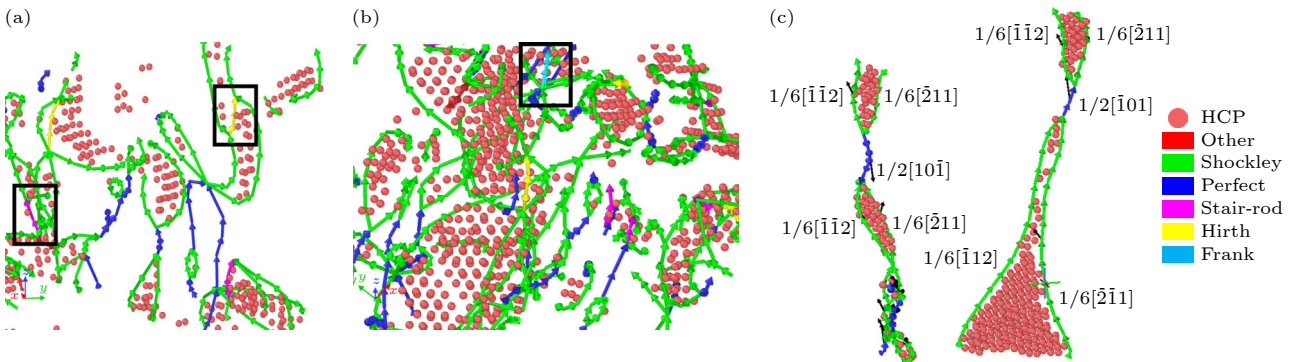 (a)
(b)
(c)
1/6[1̄1̄2]
1/6[2̄11]
1/6[1̄1̄2]
1/6[2̄11]
1/2[1̄01]
1/2[101̄]
1/6[1̄1̄2]
1/6[2̄11]
1/6[1̄12]
1/6[2̄1̄1]
HCP
Other
Shockley
Perfect
Stair-rod
Hirth
Frank
z
x
y
y
z
x